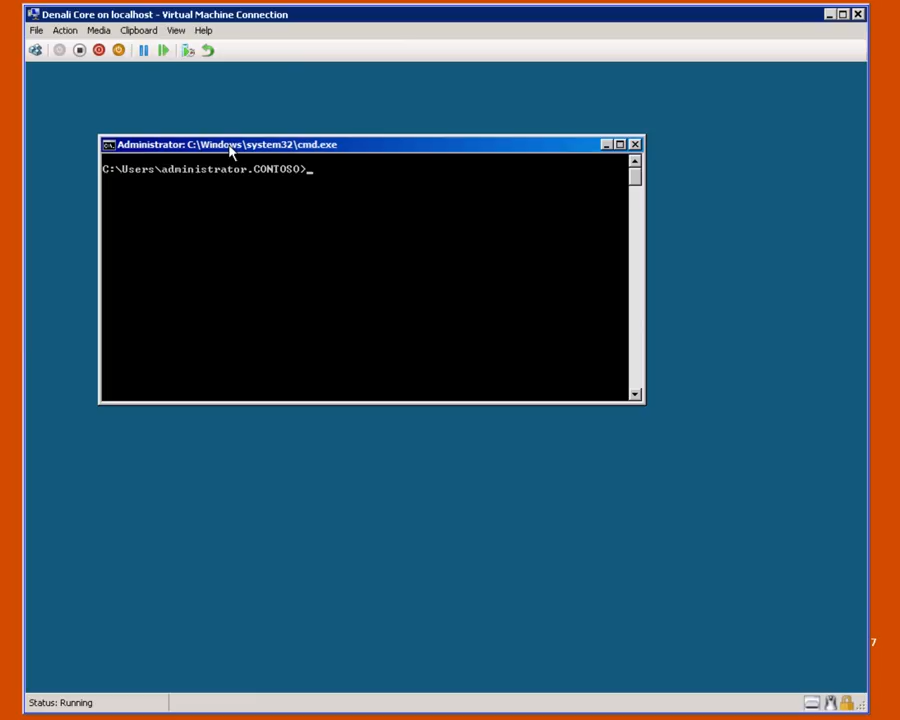 Denali Core on localhost - Virtual Machine Connection
File Action Media Clipboard View Help
Administrator: C:\Windows\system32\cmd.exe
C:\Users\administrator.CONTOSO>_
7
Status: Running